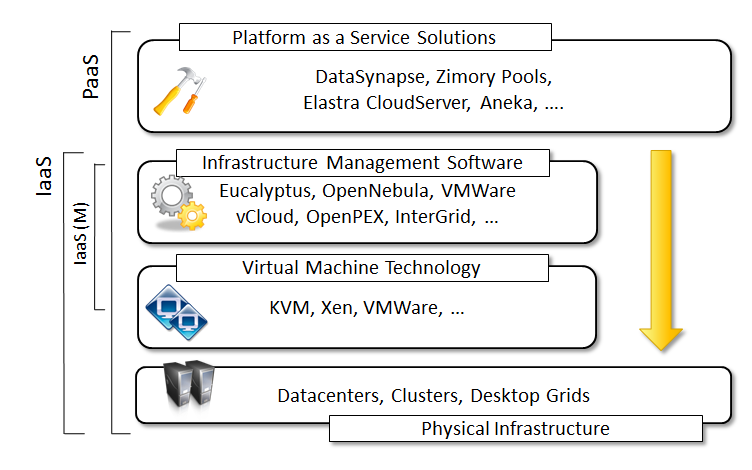 Platform as a Service Solutions
DataSynapse, Zimory Pools,
Elastra CloudServer, Aneka, ....
PaaS
IaaS
IaaS (M)
Infrastructure Management Software
Eucalyptus, OpenNebula, VMWare
vCloud, OpenPEX, InterGrid, ...
Virtual Machine Technology
KVM, Xen, VMWare, ...
Datacenters, Clusters, Desktop Grids
Physical Infrastructure